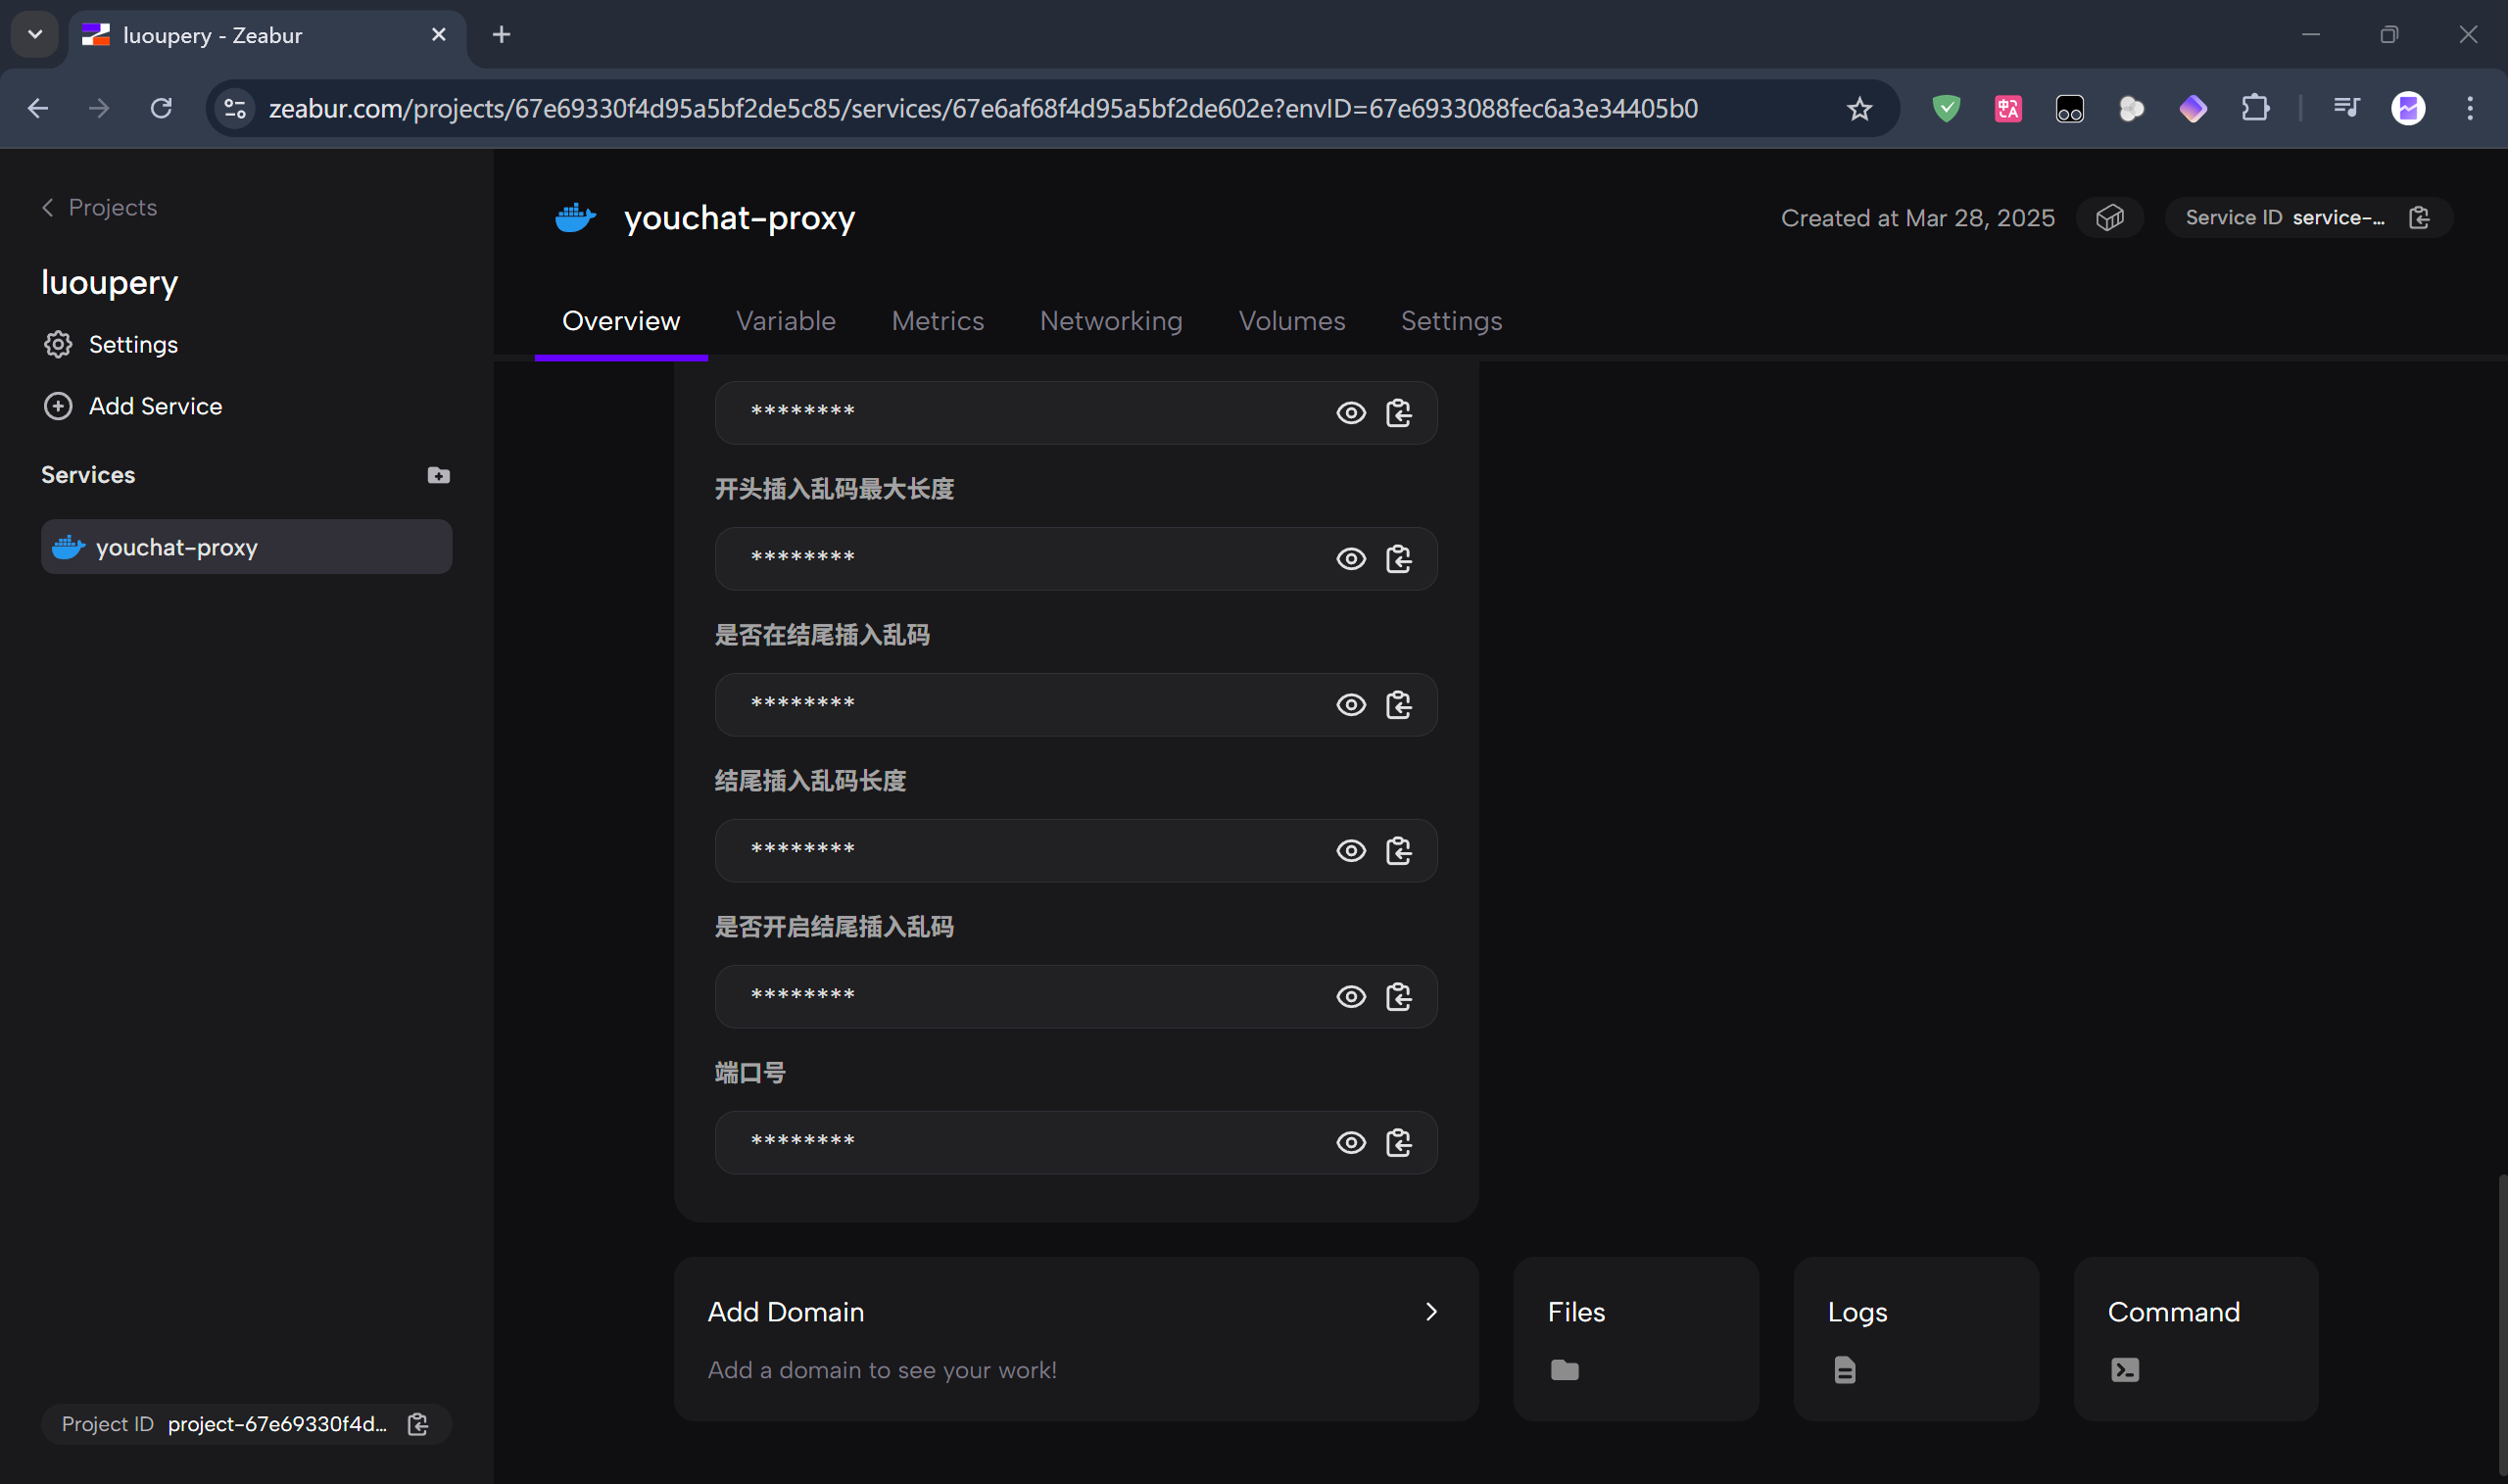 luoupery - Zeabur
zeabur.com/projects/67e69330f4d95a5bf2de5c85/services/67e6af68f4d95a5bf2de602e?envID=67e6933088fec6a3e34405b0
Projects
luoupery
Settings
Add Service
Services
youchat-proxy
Project ID project-67e69330f4d...
youchat-proxy
Created at Mar 28, 2025
Service ID service-...
Overview
Variable
Metrics
Networking
Volumes
Settings
********
开头插入乱码最大长度
********
是否在结尾插入乱码
********
结尾插入乱码长度
********
是否开启结尾插入乱码
********
端口号
********
Add Domain
Add a domain to see your work!
Files
Logs
Command